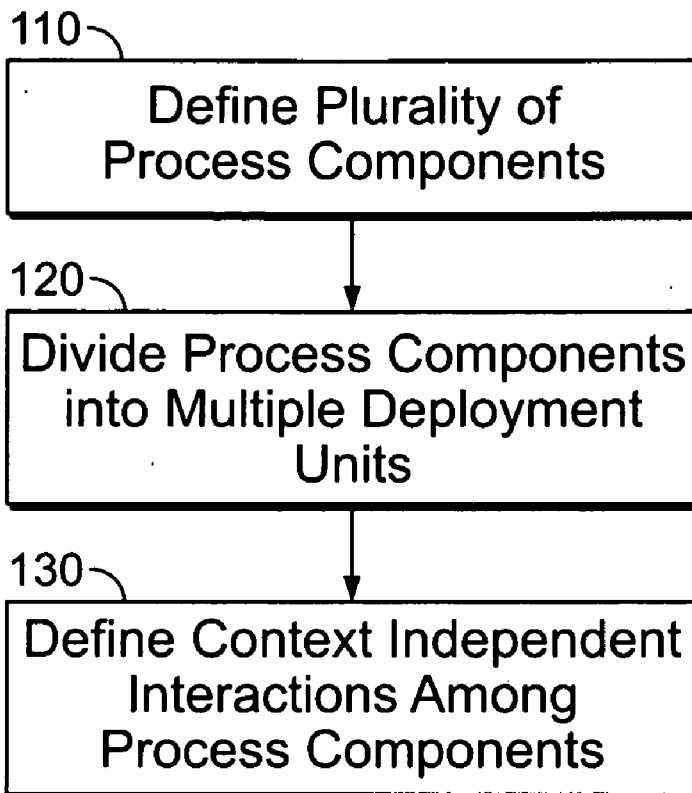 110
Define Plurality of
Process Components
120
Divide Process Components
into Multiple Deployment
Units
130
Define Context Independent
Interactions Among
Process Components